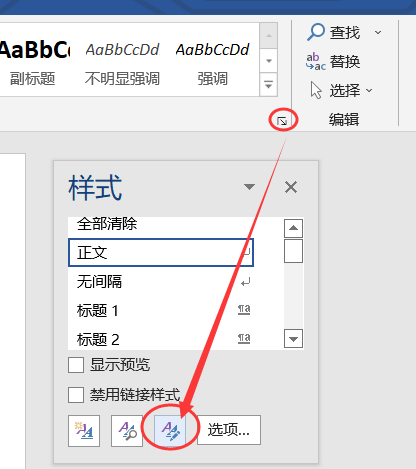 AaBbCc AaBbCcDd AaBbCcDd
副标题 不明显强调 强调
查找
替换
选择
编辑
样式
全部清除
正文
无间隔
标题 1
标题 2
显示预览
禁用链接样式
选项...